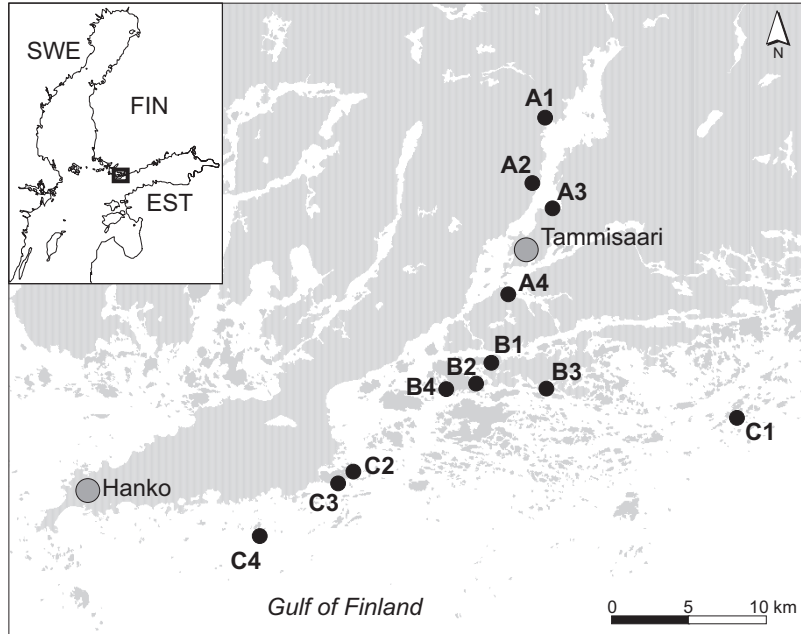 SWE
FIN
EST
N
A1
A2
A3
Tammisaari
A4
B1
B2
B4
B3
C1
C2
C3
Hanko
C4
Gulf of Finland
0 5 10 km